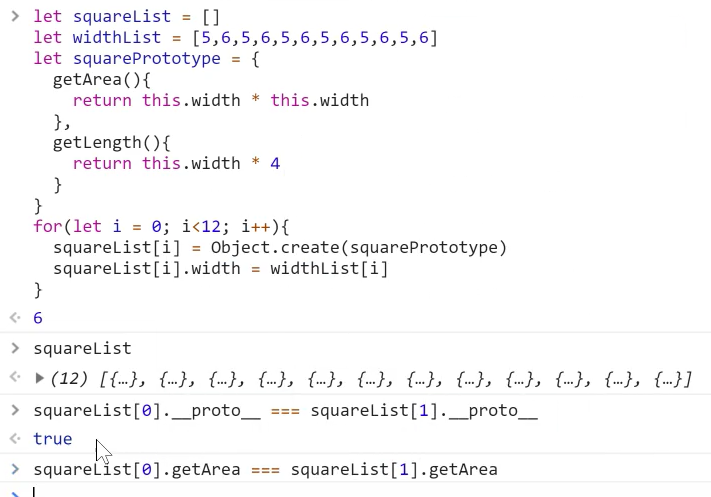 let squareList = []
let widthList = [5,6,5,6,5,6,5,6,5,6,5,6]
let squarePrototype = {
  getArea(){
    return this.width * this.width
  },
  getLength(){
    return this.width * 4
  }
}
for(let i = 0; i<12; i++){
  squareList[i] = Object.create(squarePrototype)
  squareList[i].width = widthList[i]
}
6
squareList
(12) [{…}, {…}, {…}, {…}, {…}, {…}, {…}, {…}, {…}, {…}, {…}, {…}]
squareList[0].__proto__ === squareList[1].__proto__
true
squareList[0].getArea === squareList[1].getArea